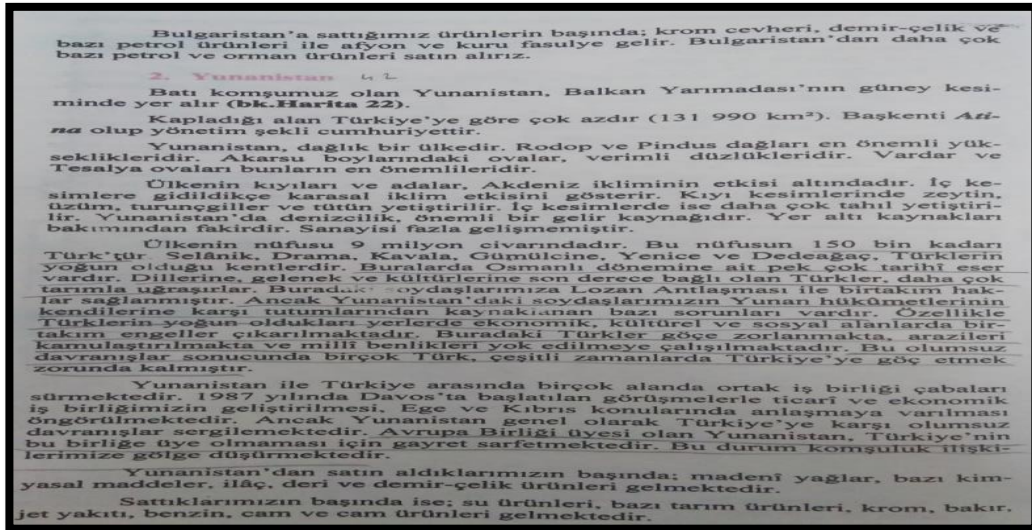 Bulgaristan'a sattığımız ürünlerin başında; krom cevheri, demir-çelik ve
bazı petrol ürünleri ile afyon ve kuru fasulye gelir. Bulgaristan'dan daha çok
bazı petrol ve orman ürünleri satın alırız.
2. Yunanistan 42
Batı komşumuz olan Yunanistan, Balkan Yarımadası'nın güney kesi-
minde yer alır (bk.Harita 22).
Kapladığı alan Türkiye'ye göre çok azdır (131 990 km²). Başkenti Ati-
na olup yönetim şekli cumhuriyettir.
Yunanistan, dağlık bir ülkedir. Rodop ve Pindus dağları en önemli yük-
seklikleridir. Akarsu boylarındaki ovalar, verimli düzlükleridir. Vardar ve
Tesalya ovaları bunların en önemlileridir.
Ülkenin kıyıları ve adalar, Akdeniz ikliminin etkisi altındadır. İç ke-
simlere gidildikçe karasal iklim etkisini gösterir. Kıyı kesimlerinde zeytin,
üzüm, turunçgiller ve tütün yetiştirilir. İç kesimlerde ise daha çok tahıl yetiştiri-
lir. Yunanistan'da denizcilik, önemli bir gelir kaynağıdır. Yer altı kaynakları
bakımından fakirdir. Sanayisi fazla gelişmemiştir.
Ülkenin nüfusu 9 milyon civarındadır. Bu nüfusun 150 bin kadarı
Türk'tür. Selânik, Drama, Kavala, Gümülcine, Yenice ve Dedeağaç, Türklerin
yoğun olduğu kentlerdir. Buralarda Osmanlı dönemine ait pek çok tarihî eser
vardır. Dillerine, gelenek ve kültürlerine son derece bağlı olan Türkler, daha çok
tarımla uğraşırlar. Buradaki soydaşlarımıza Lozan Antlaşması ile birtakım hak-
lar sağlanmıştır. Ancak Yunanistan'daki soydaşlarımızın Yunan hükûmetlerinin
kendilerine karşı tutumlarından kaynaklanan bazı sorunları vardır. Özellikle
Türklerin yoğun oldukları yerlerde ekonomik, kültürel ve sosyal alanlarda bir-
takım engeller çıkarılmaktadır. Buradaki Türkler göçe zorlanmakta, arazileri
kamulaştırılmakta ve millî benlikleri yok edilmeye çalışılmaktadır. Bu olumsuz
davranışlar sonucunda birçok Türk, çeşitli zamanlarda Türkiye'ye göç etmek
zorunda kalmıştır.
Yunanistan ile Türkiye arasında birçok alanda ortak iş birliği çabaları
sürmektedir. 1987 yılında Davos'ta başlatılan görüşmelerle ticarî ve ekonomik
iş birliğimizin geliştirilmesi, Ege ve Kıbrıs konularında anlaşmaya varılması
öngörülmektedir. Ancak Yunanistan genel olarak Türkiye'ye karşı olumsuz
davranışlar sergilemektedir. Avrupa Birliği üyesi olan Yunanistan, Türkiye'nin
bu birliğe üye olmaması için gayret sarfetmektedir. Bu durum komşuluk ilişki-
lerimize gölge düşürmektedir.
Yunanistan'dan satın aldıklarımızın başında; madenî yağlar, bazı kim-
yasal maddeler, ilâç, deri ve demir-çelik ürünleri gelmektedir.
Sattıklarımızın başında ise; su ürünleri, bazı tarım ürünleri, krom, bakır,
jet yakıtı, benzin, cam ve cam ürünleri gelmektedir.